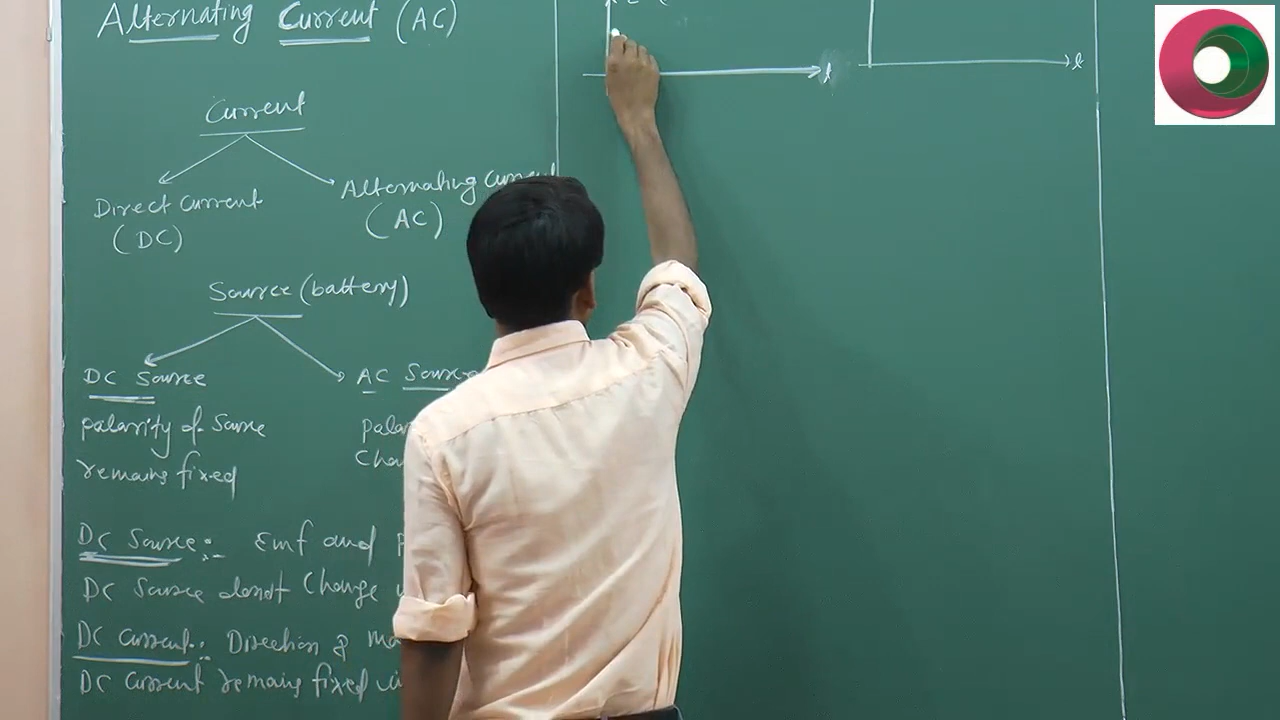 Alternating Current (AC)
Current
Direct Current
(DC)
Alternating Current
(AC)
Source (battery)
DC Source
AC Source
polarity of Source
remains fixed
DC Source :- Emf and
DC Source doesnot Change
DC Current :- Direction &
DC Current remains fixed
t
t